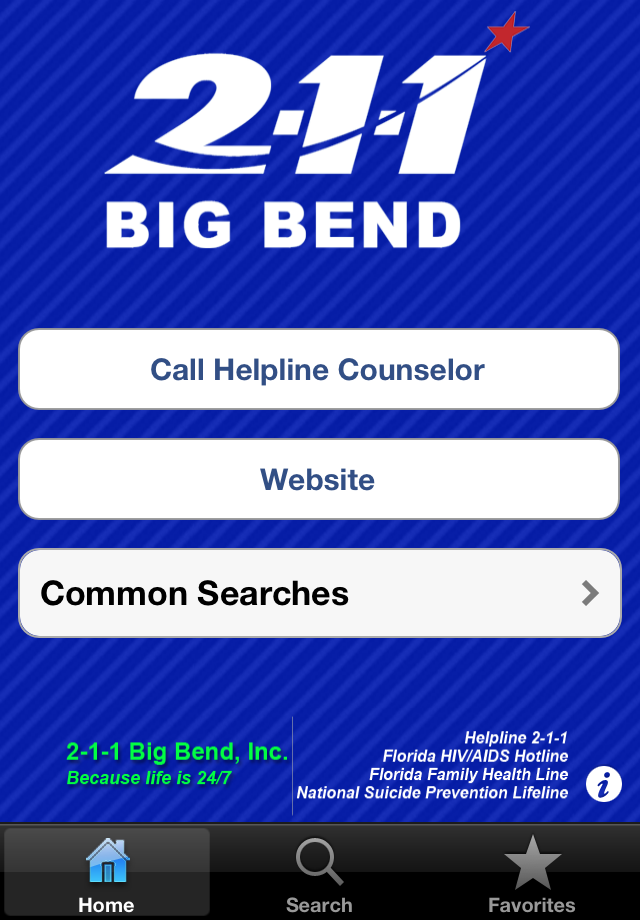 2-1-1
BIG BEND
Call Helpline Counselor
Website
Common Searches
2-1-1 Big Bend, Inc.
Because life is 24/7
Helpline 2-1-1
Florida HIV/AIDS Hotline
Florida Family Health Line
National Suicide Prevention Lifeline
i
Home
Search
Favorites